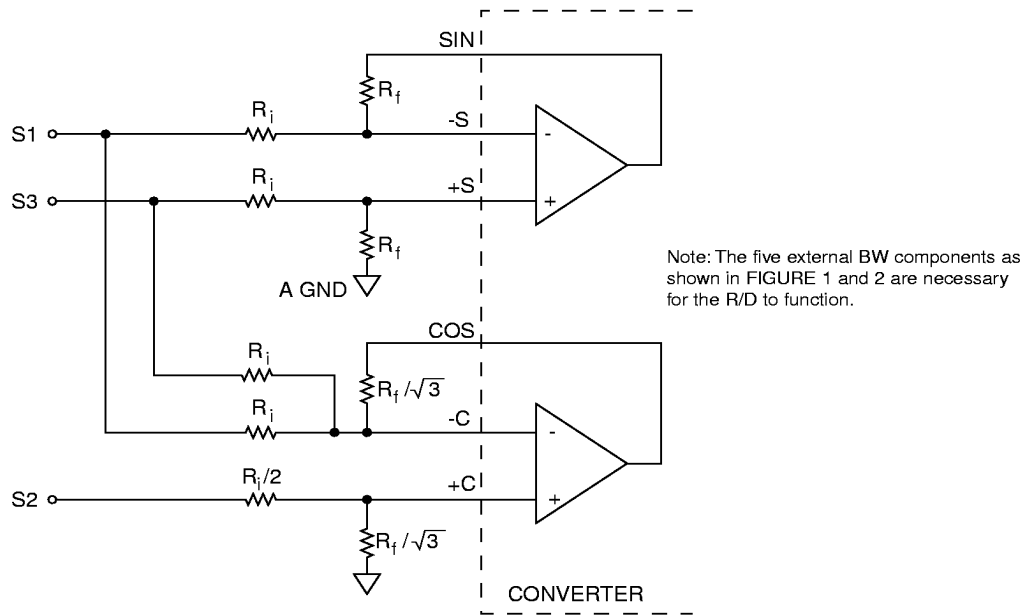 SIN
R_f
R_i
S1
-S
-
R_i
S3
+S
+
R_f
A GND
Note: The five external BW components as
shown in FIGURE 1 and 2 are necessary
for the R/D to function.
COS
R_i
R_f/√3
R_i
-C
-
R_i/2
S2
+C
+
R_f/√3
CONVERTER